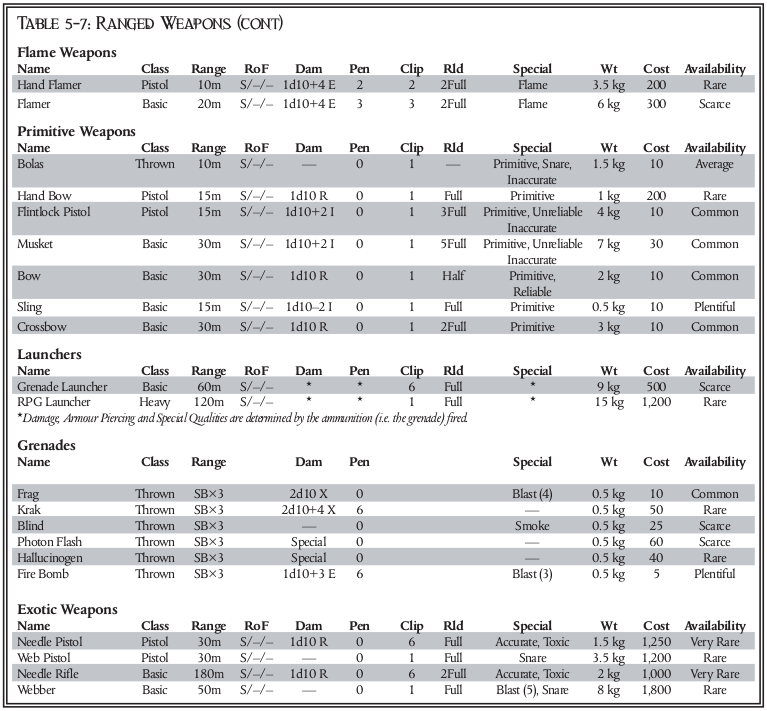 TABLE 5-7: RANGED WEAPONS (CONT)
Flame Weapons
Name Class Range RoF Dam Pen Clip Rld Special Wt Cost Availability
Hand Flamer Pistol 10m S/–/– 1d10+4 E 2 2 2Full Flame 3.5 kg 200 Rare
Flamer Basic 20m S/–/– 1d10+4 E 3 3 2Full Flame 6 kg 300 Scarce
Primitive Weapons
Name Class Range RoF Dam Pen Clip Rld Special Wt Cost Availability
Bolas Thrown 10m S/–/– — 0 1 — Primitive, Snare, 1.5 kg 10 Average
Inaccurate
Hand Bow Pistol 15m S/–/– 1d10 R 0 1 Full Primitive 1 kg 200 Rare
Flintlock Pistol Pistol 15m S/–/– 1d10+2 I 0 1 3Full Primitive, Unreliable 4 kg 10 Common
Inaccurate
Musket Basic 30m S/–/– 1d10+2 I 0 1 5Full Primitive, Unreliable 7 kg 30 Common
Inaccurate
Bow Basic 30m S/–/– 1d10 R 0 1 Half Primitive, 2 kg 10 Common
Reliable
Sling Basic 15m S/–/– 1d10–2 I 0 1 Full Primitive 0.5 kg 10 Plentiful
Crossbow Basic 30m S/–/– 1d10 R 0 1 2Full Primitive 3 kg 10 Common
Launchers
Name Class Range RoF Dam Pen Clip Rld Special Wt Cost Availability
Grenade Launcher Basic 60m S/–/– * * 6 Full * 9 kg 500 Scarce
RPG Launcher Heavy 120m S/–/– * * 1 Full * 15 kg 1,200 Rare
*Damage, Armour Piercing and Special Qualities are determined by the ammunition (i.e. the grenade) fired.
Grenades
Name Class Range Dam Pen Special Wt Cost Availability
Frag Thrown SB×3 2d10 X 0 Blast (4) 0.5 kg 10 Common
Krak Thrown SB×3 2d10+4 X 6 — 0.5 kg 50 Rare
Blind Thrown SB×3 — 0 Smoke 0.5 kg 25 Scarce
Photon Flash Thrown SB×3 Special 0 — 0.5 kg 60 Scarce
Hallucinogen Thrown SB×3 Special 0 — 0.5 kg 40 Rare
Fire Bomb Thrown SB×3 1d10+3 E 6 Blast (3) 0.5 kg 5 Plentiful
Exotic Weapons
Name Class Range RoF Dam Pen Clip Rld Special Wt Cost Availability
Needle Pistol Pistol 30m S/–/– 1d10 R 0 6 Full Accurate, Toxic 1.5 kg 1,250 Very Rare
Web Pistol Pistol 30m S/–/– — 0 1 Full Snare 3.5 kg 1,200 Rare
Needle Rifle Basic 180m S/–/– 1d10 R 0 6 2Full Accurate, Toxic 2 kg 1,000 Very Rare
Webber Basic 50m S/–/– — 0 1 Full Blast (5), Snare 8 kg 1,800 Rare